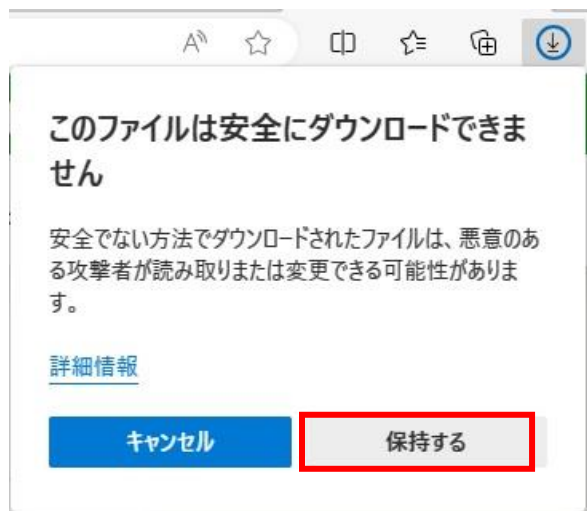 このファイルは安全にダウンロードできま
せん
安全でない方法でダウンロードされたファイルは、悪意のあ
る攻撃者が読み取りまたは変更できる可能性がありま
す。
詳細情報
キャンセル
保持する